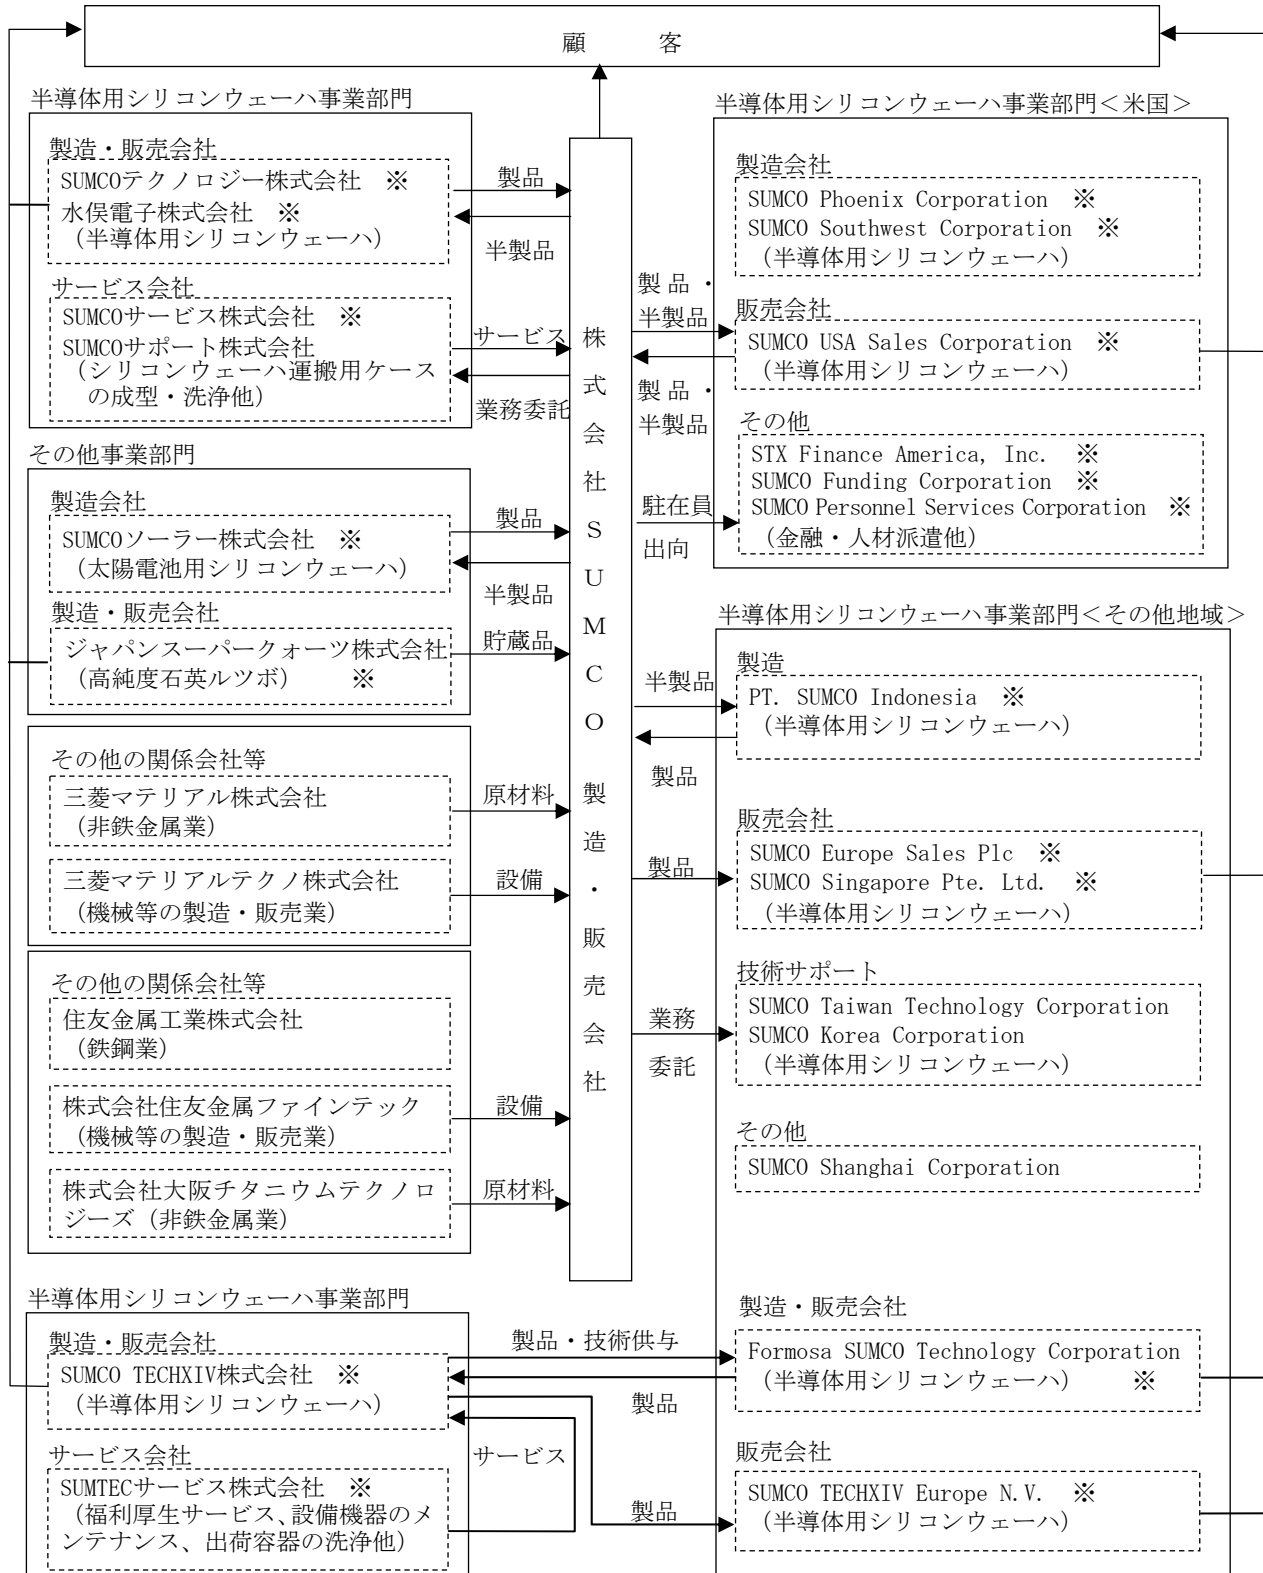 顧　　　客
半導体用シリコンウェーハ事業部門
製造・販売会社
SUMCOテクノロジー株式会社　※
水俣電子株式会社　※
（半導体用シリコンウェーハ）
製品
半製品
サービス会社
SUMCOサービス株式会社　※
SUMCOサポート株式会社
（シリコンウェーハ運搬用ケース
の成型・洗浄他）
サービス
業務委託
その他事業部門
製造会社
SUMCOソーラー株式会社　※
（太陽電池用シリコンウェーハ）
製品
半製品
製造・販売会社
ジャパンスーパークォーツ株式会社
（高純度石英ルツボ）　　※
貯蔵品
その他の関係会社等
三菱マテリアル株式会社
（非鉄金属業）
原材料
三菱マテリアルテクノ株式会社
（機械等の製造・販売業）
設備
その他の関係会社等
住友金属工業株式会社
（鉄鋼業）
株式会社住友金属ファインテック
（機械等の製造・販売業）
設備
株式会社大阪チタニウムテクノロ
ジーズ（非鉄金属業）
原材料
株式会社ＳＵＭＣＯ　製造・販売会社
半導体用シリコンウェーハ事業部門＜米国＞
製造会社
SUMCO Phoenix Corporation　※
SUMCO Southwest Corporation　※
（半導体用シリコンウェーハ）
製品・
半製品
販売会社
SUMCO USA Sales Corporation　※
（半導体用シリコンウェーハ）
製品・
半製品
その他
STX Finance America, Inc.　※
SUMCO Funding Corporation　※
SUMCO Personnel Services Corporation　※
（金融・人材派遣他）
駐在員
出向
半導体用シリコンウェーハ事業部門＜その他地域＞
製造
PT. SUMCO Indonesia　※
（半導体用シリコンウェーハ）
半製品
製品
販売会社
SUMCO Europe Sales Plc　※
SUMCO Singapore Pte. Ltd.　※
（半導体用シリコンウェーハ）
製品
技術サポート
SUMCO Taiwan Technology Corporation
SUMCO Korea Corporation
（半導体用シリコンウェーハ）
業務
委託
その他
SUMCO Shanghai Corporation
半導体用シリコンウェーハ事業部門
製造・販売会社
SUMCO TECHXIV株式会社　※
（半導体用シリコンウェーハ）
製品・技術供与
製品
製造・販売会社
Formosa SUMCO Technology Corporation
（半導体用シリコンウェーハ）　　※
サービス会社
SUMTECサービス株式会社　※
（福利厚生サービス、設備機器のメ
ンテナンス、出荷容器の洗浄他）
サービス
製品
販売会社
SUMCO TECHXIV Europe N.V.　※
（半導体用シリコンウェーハ）